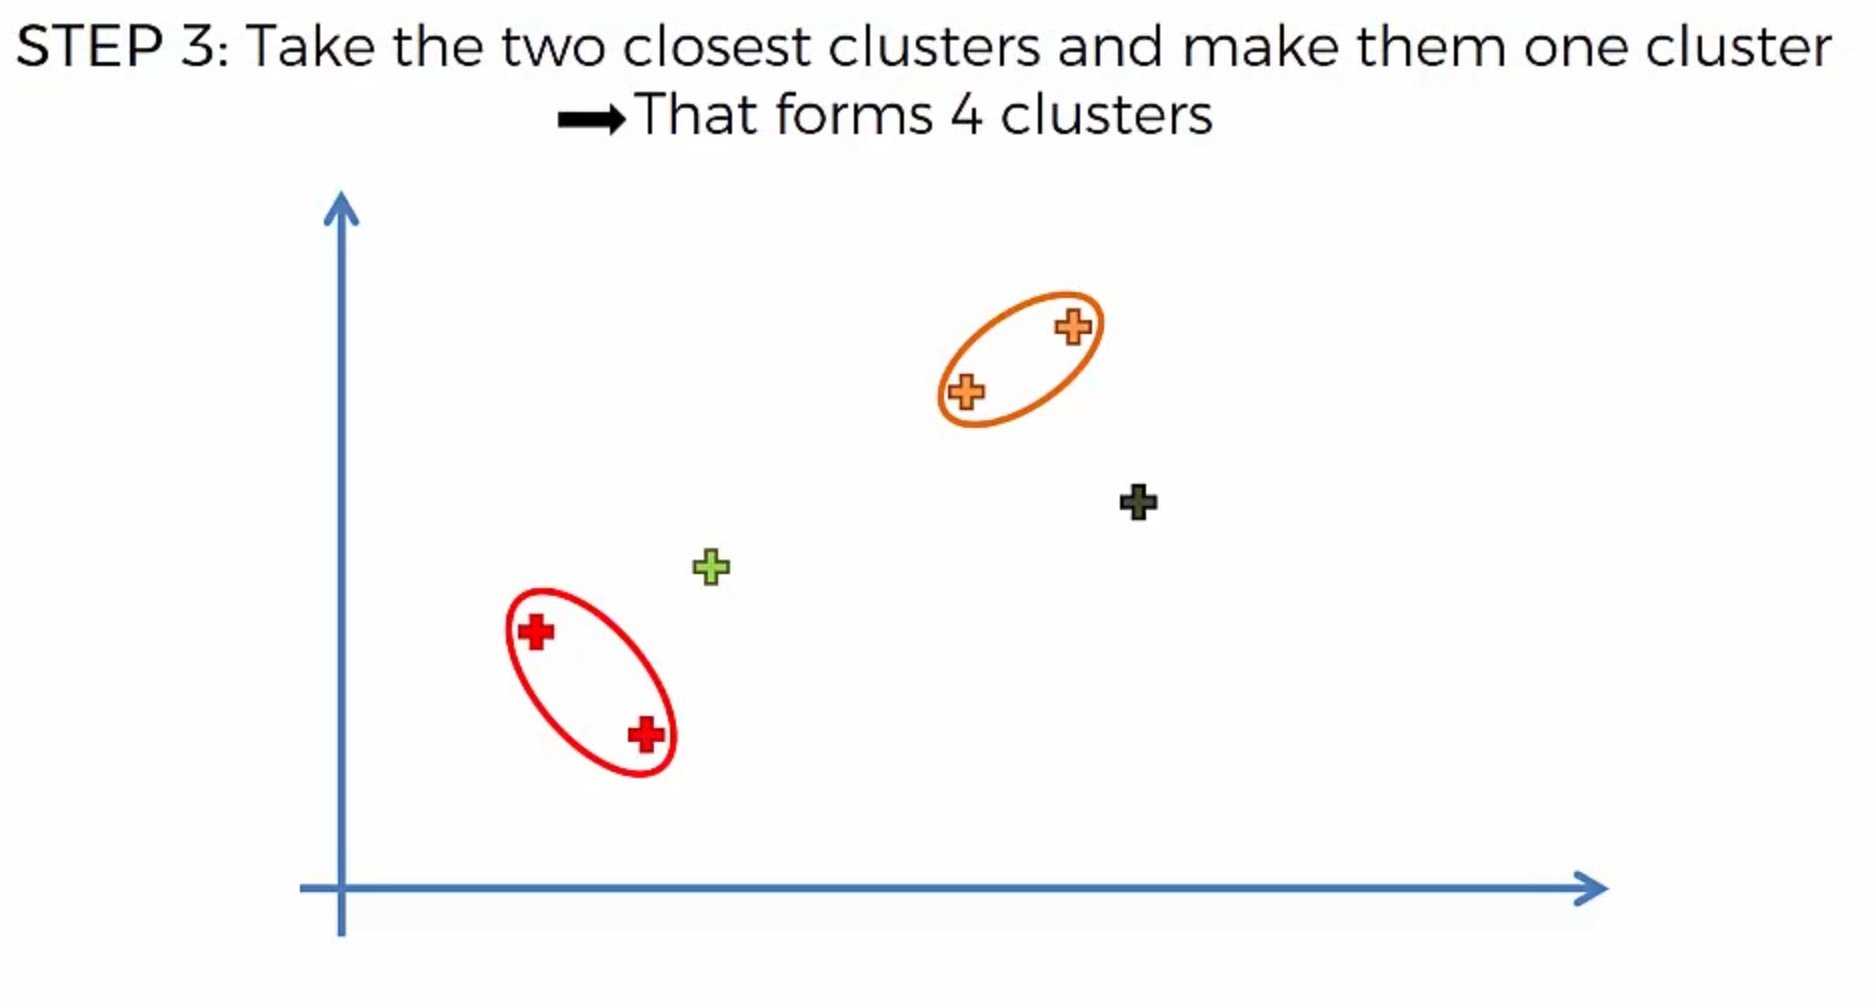 STEP 3: Take the two closest clusters and make them one cluster
That forms 4 clusters